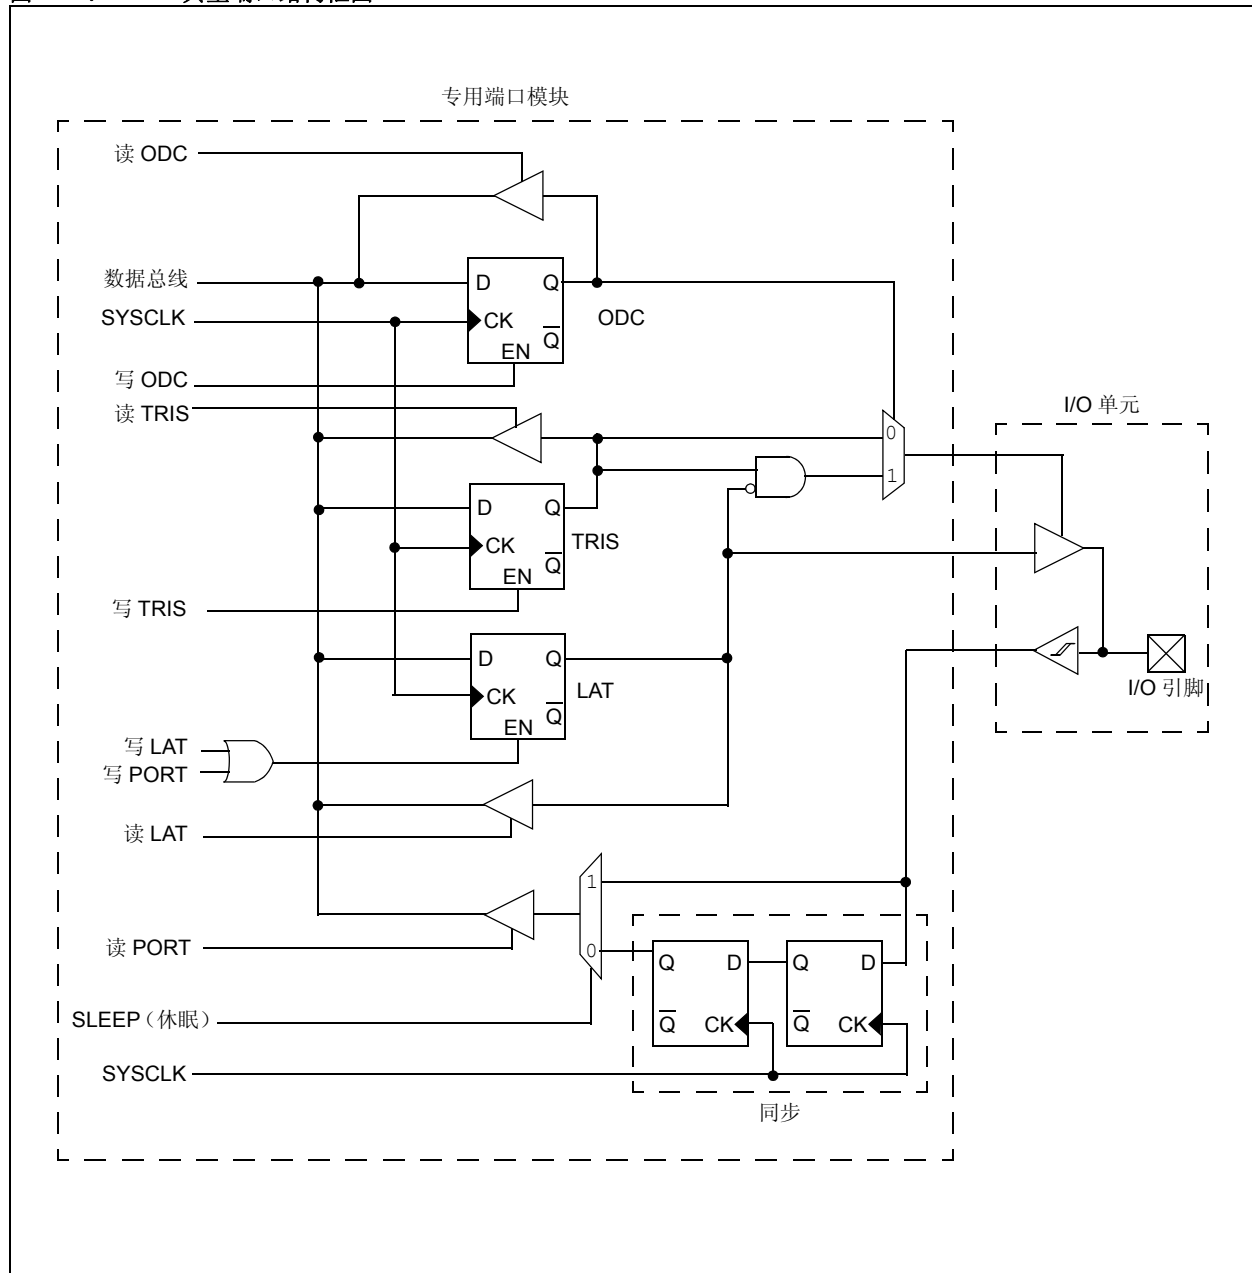 专用端口模块
读 ODC
数据总线
D Q
SYSCLK
CK
ODC
Q
EN
写 ODC
读 TRIS
I/O 单元
0
1
D Q
CK
TRIS
Q
EN
写 TRIS
D Q
CK
LAT
Q
EN
I/O 引脚
写 LAT
写 PORT
读 LAT
1
读 PORT
0
Q D Q D
SLEEP（休眠）
Q CK Q CK
SYSCLK
同步